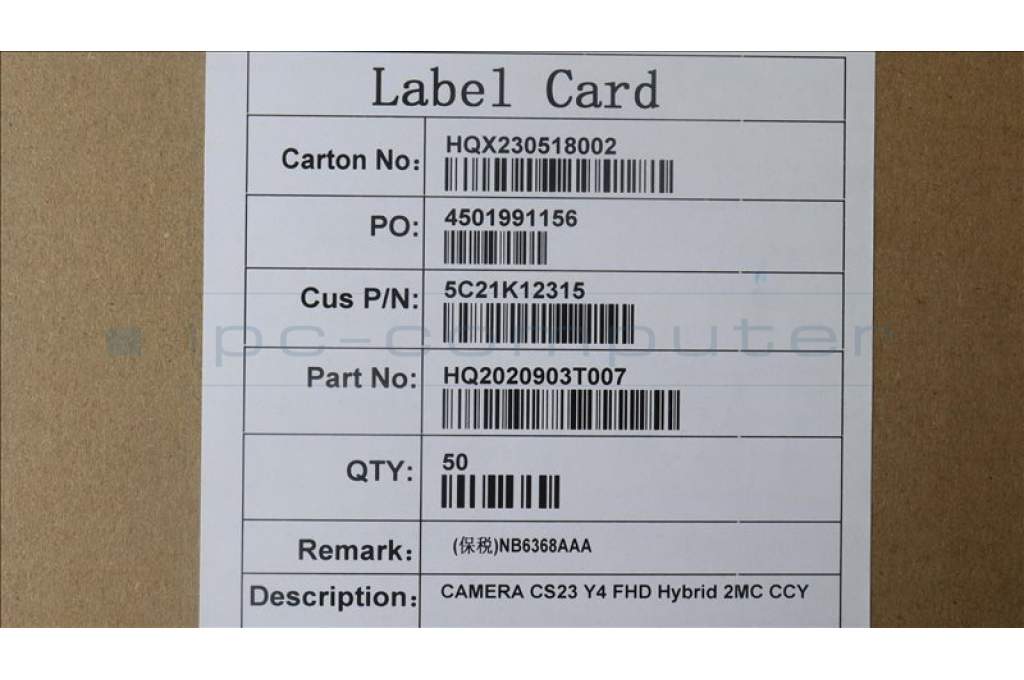 Label Card
Carton No: HQX230518002
PO: 4501991156
Cus P/N: 5C21K12315
ipc-computer
Part No: HQ2020903T007
QTY: 50
Remark: (保税)NB6368AAA
Description: CAMERA CS23 Y4 FHD Hybrid 2MC CCY